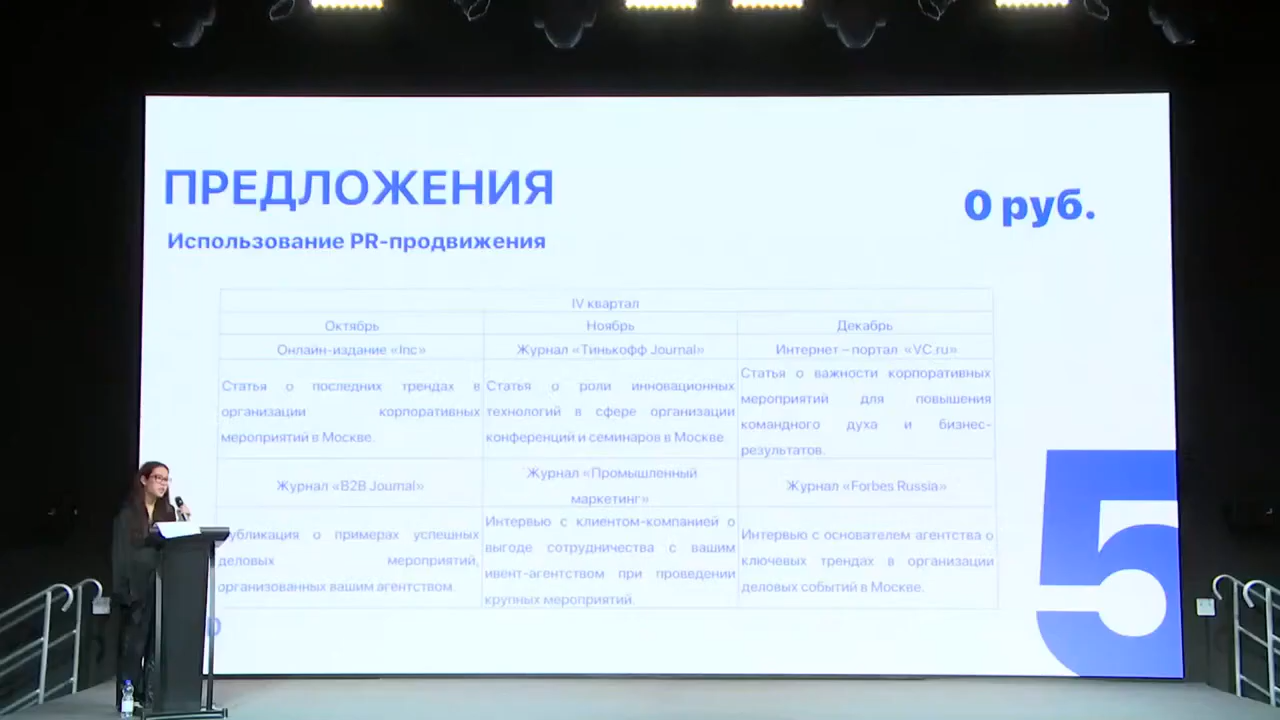 ПРЕДЛОЖЕНИЯ
0 руб.
Использование PR-продвижения
IV квартал
Октябрь
Ноябрь
Декабрь
Онлайн-издание «Inc»
Журнал «Тинькофф Journal»
Интернет – портал «VC.ru»
Статья о последних трендах в
организации корпоративных
мероприятий в Москве.
Статья о роли инновационных
технологий в сфере организации
конференций и семинаров в Москве.
Статья о важности корпоративных
мероприятий для повышения
командного духа и бизнес-
результатов.
Журнал «B2B Journal»
Журнал «Промышленный
маркетинг»
Журнал «Forbes Russia»
убликация о примерах успешных
деловых мероприятий,
организованных вашим агентством.
Интервью с клиентом-компанией о
выгоде сотрудничества с вашим
ивент-агентством при проведении
крупных мероприятий.
Интервью с основателем агентства о
ключевых трендах в организации
деловых событий в Москве.
5